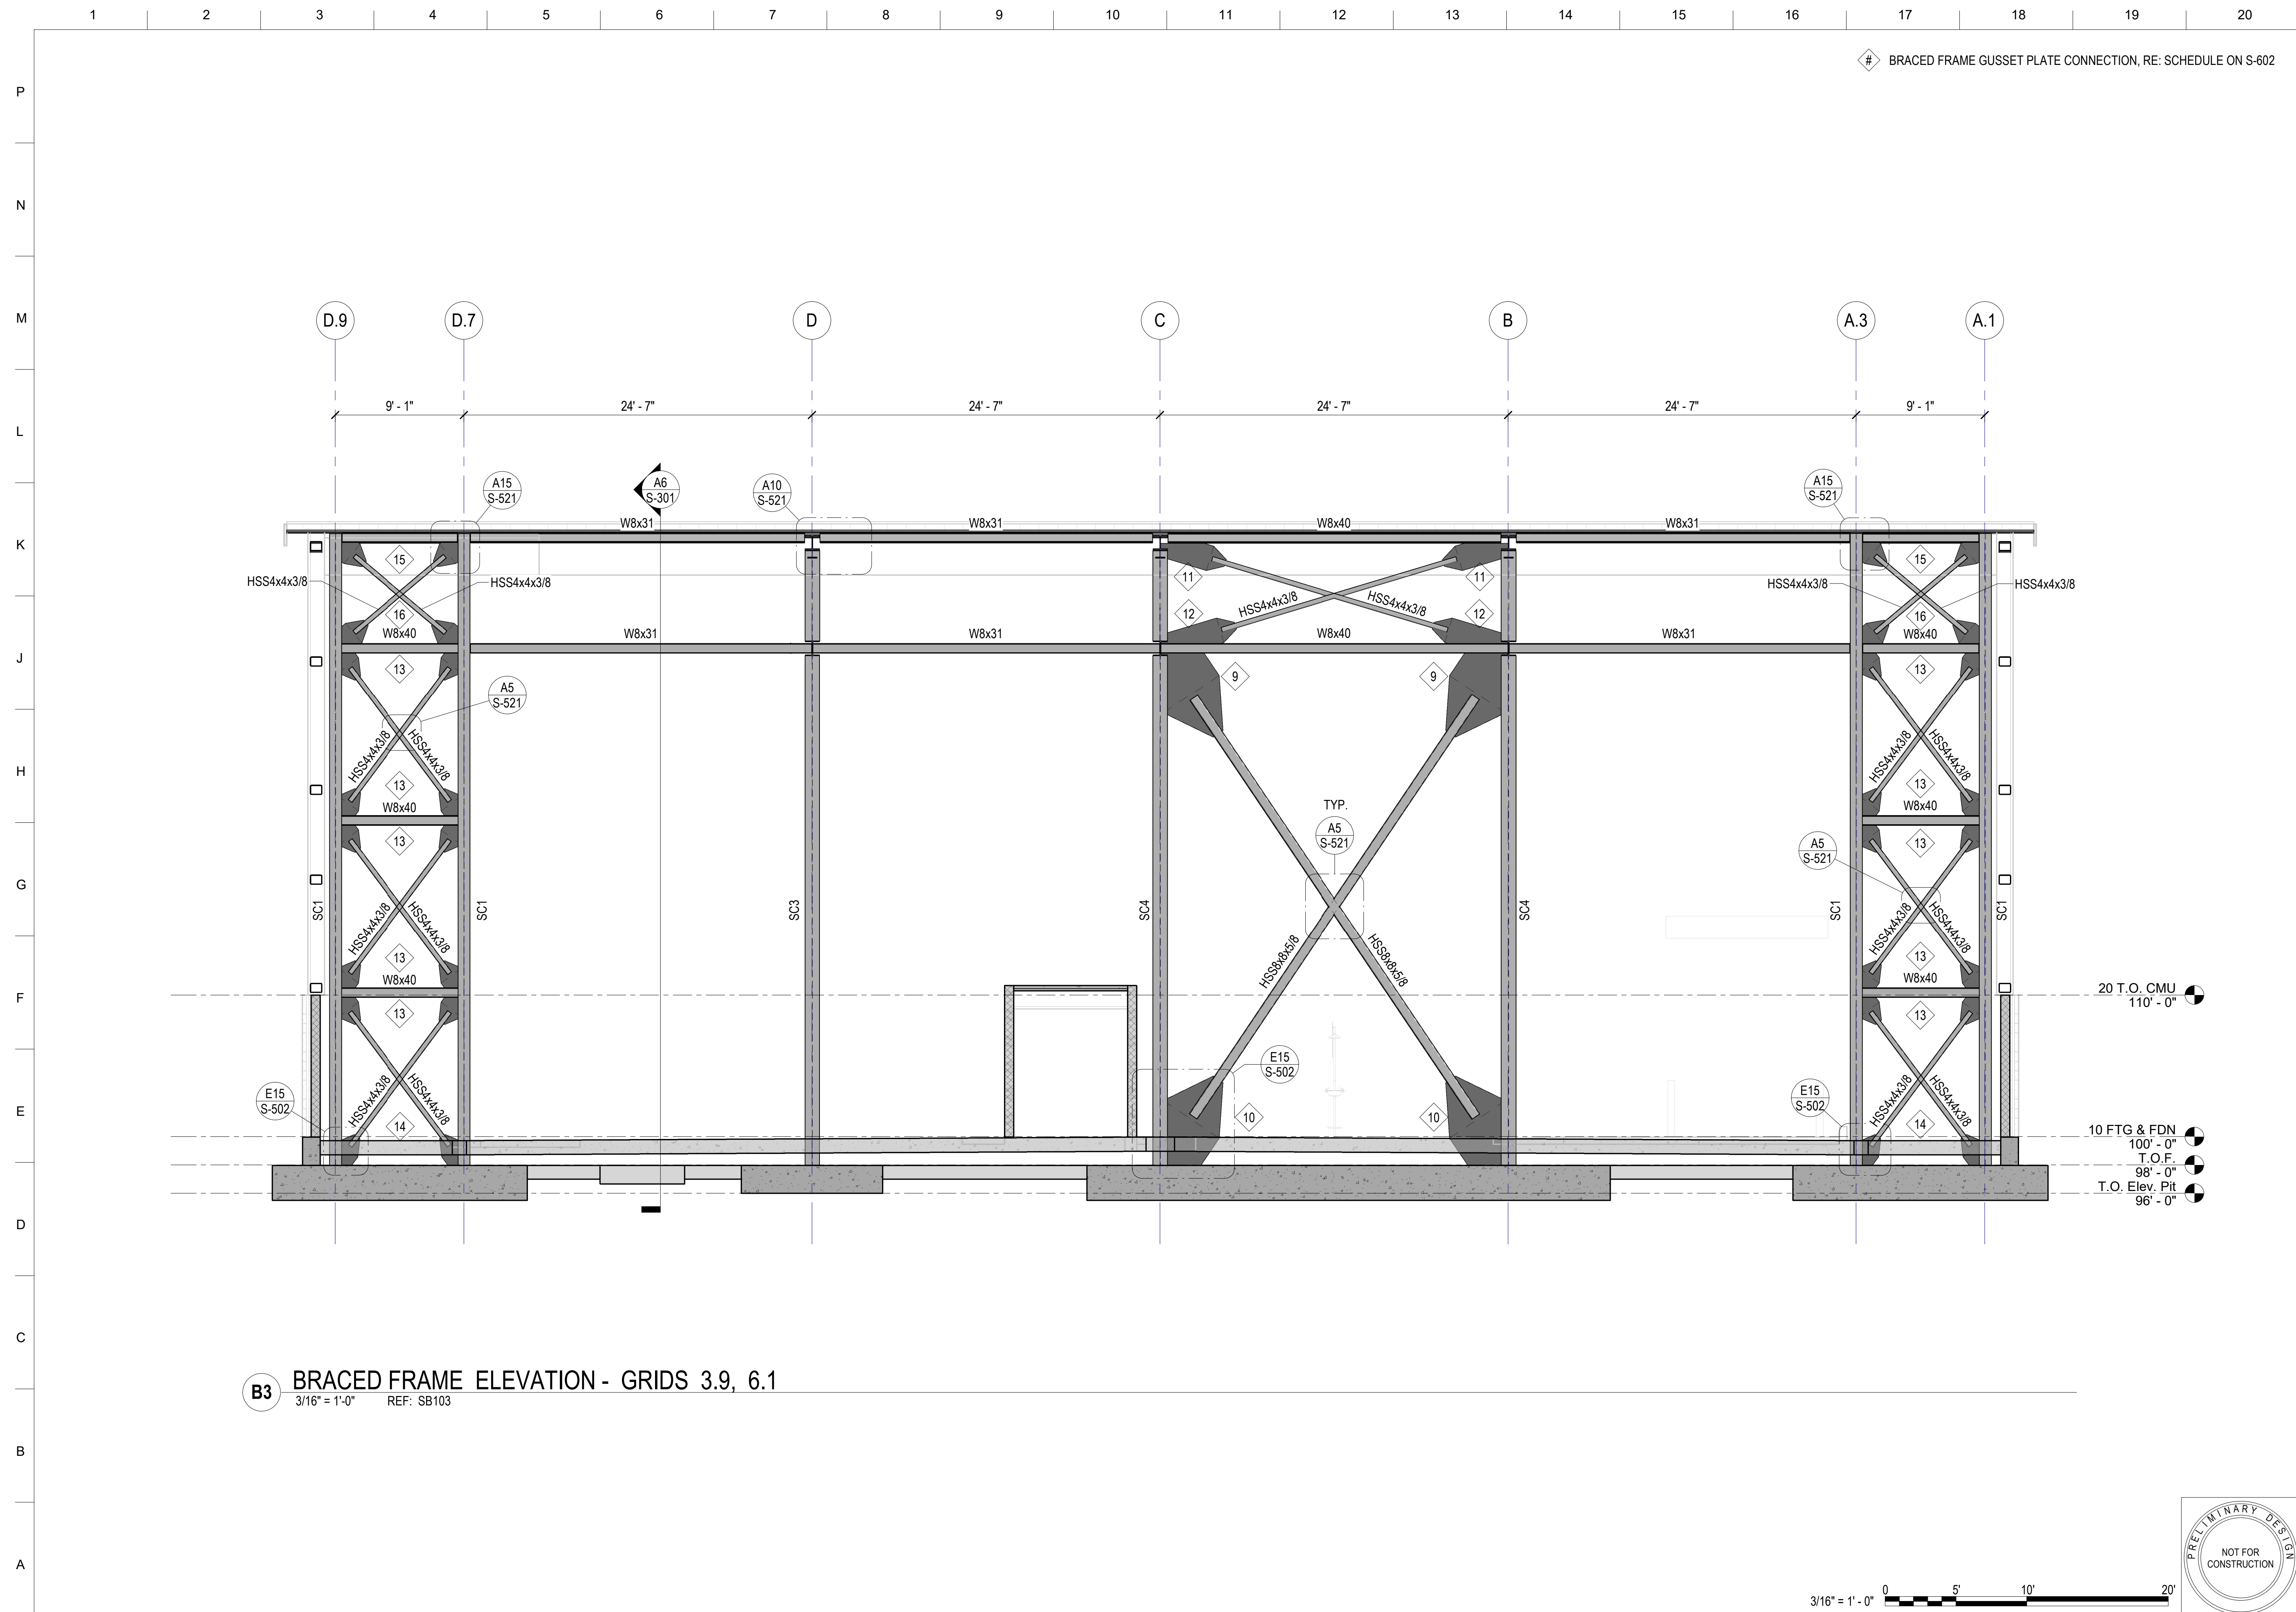 1 2 3 4 5 6 7 8 9 10 11 12 13 14 15 16 17 18 19 20
# BRACED FRAME GUSSET PLATE CONNECTION, RE: SCHEDULE ON S-602
P
N
M
L
K
J
H
G
F
E
D
C
B
A
D.9 D.7 D C B A.3 A.1
9' - 1" 24' - 7" 24' - 7" 24' - 7" 24' - 7" 9' - 1"
A15
S-521
A6
S-301
A10
S-521
A15
S-521
W8x31 W8x31 W8x40 W8x31
15 15
11 11
HSS4x4x3/8 HSS4x4x3/8 HSS4x4x3/8 HSS4x4x3/8
HSS4x4x3/8 HSS4x4x3/8
16 12 12 16
W8x40 W8x31 W8x31 W8x40 W8x31 W8x40
13 9 9 13
A5
S-521
HSS4x4x3/8 HSS4x4x3/8 HSS4x4x3/8 HSS4x4x3/8
13 13
W8x40 W8x40
TYP.
A5
S-521
13 13
A5
S-521
SC1 SC1 SC3 SC4 SC4 SC1 SC1
HSS4x4x3/8 HSS4x4x3/8 HSS8x8x5/8 HSS8x8x5/8 HSS4x4x3/8 HSS4x4x3/8
13 13
W8x40 W8x40
20 T.O. CMU
110' - 0"
13 13
E15
S-502
E15
S-502
E15
S-502
HSS4x4x3/8 HSS4x4x3/8 HSS4x4x3/8 HSS4x4x3/8
14 10 10 14
10 FTG & FDN
100' - 0"
T.O.F.
98' - 0"
T.O. Elev. Pit
96' - 0"
B3 BRACED FRAME ELEVATION - GRIDS 3.9, 6.1
3/16" = 1'-0" REF: SB103
PRELIMINARY DESIGN
NOT FOR
CONSTRUCTION
0 5' 10' 20'
3/16" = 1' - 0"